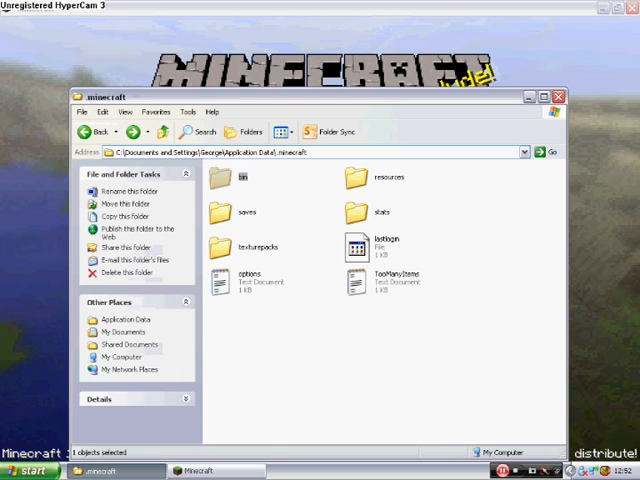 Unregistered HyperCam 3
MINECRAFT
.minecraft
File Edit View Favorites Tools Help
Back Search Folders Folder Sync
Address C:\Documents and Settings\George\Application Data\.minecraft Go
File and Folder Tasks
Rename this folder
Move this folder
Copy this folder
Publish this folder to the
Web
Share this folder
E-mail this folder's files
Delete this folder
Other Places
Application Data
My Documents
Shared Documents
My Computer
My Network Places
Details
bin
resources
saves
stats
texturepacks
lastlogin
File
1 KB
options
Text Document
1 KB
TooManyItems
Text Document
1 KB
1 objects selected
My Computer
Minecraft
distribute!
start
.minecraft
Minecraft
12:52